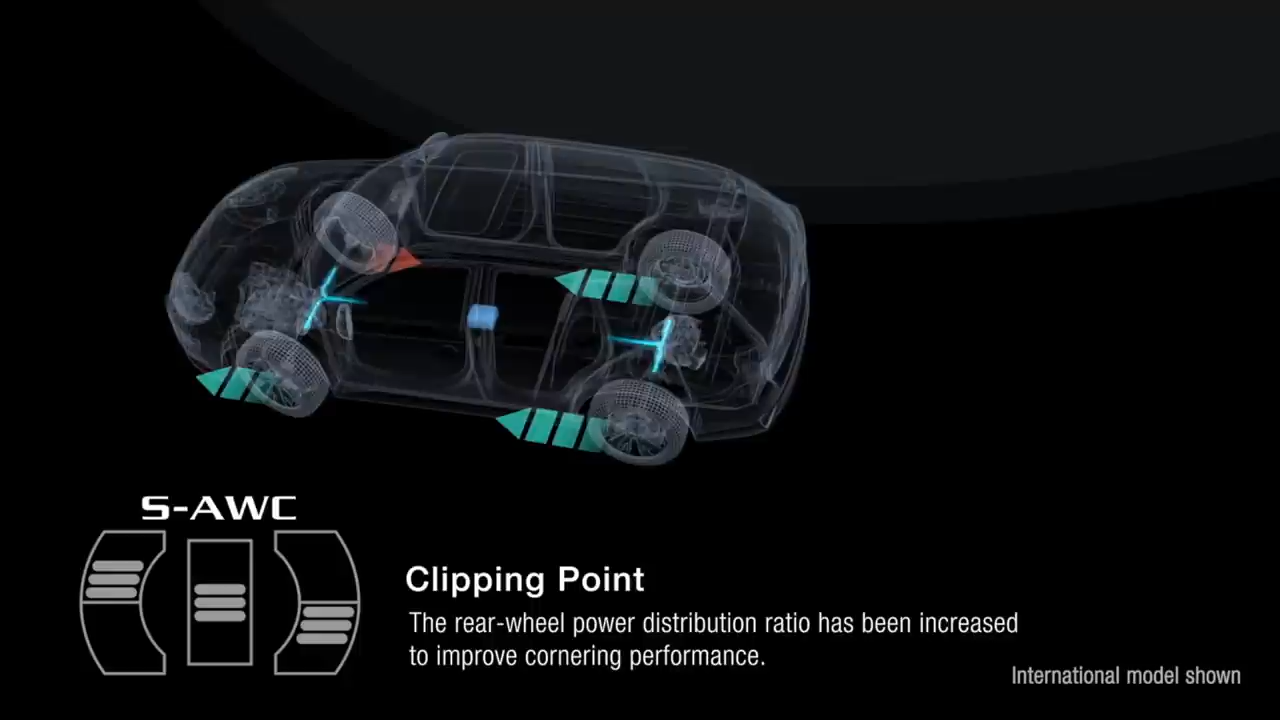 S-AWC
Clipping Point
The rear-wheel power distribution ratio has been increased
to improve cornering performance.
International model shown